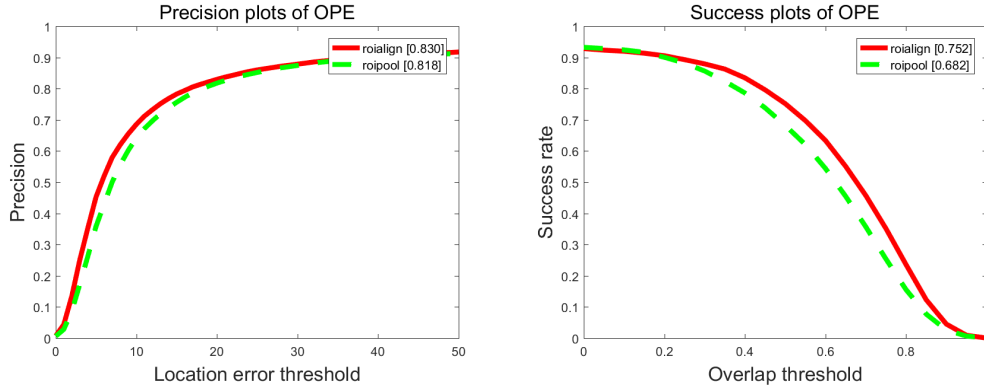 Precision plots of OPE
1
0.9
0.8
0.7
0.6
0.5
0.4
0.3
0.2
0.1
0
Precision
roialign [0.830]
roipool [0.818]
0 10 20 30 40 50
Location error threshold
Success plots of OPE
1
0.9
0.8
0.7
0.6
0.5
0.4
0.3
0.2
0.1
0
Success rate
roialign [0.752]
roipool [0.682]
0 0.2 0.4 0.6 0.8
Overlap threshold